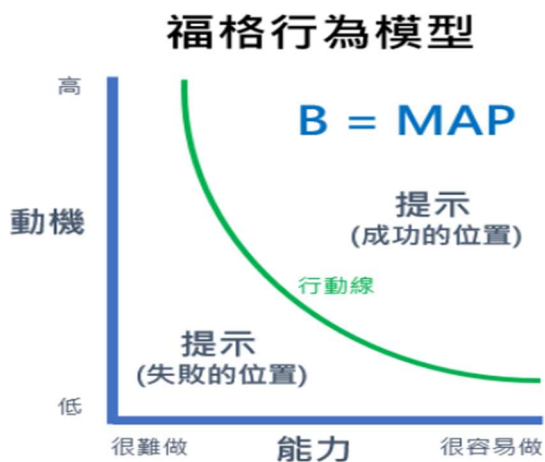 福格行為模型
高
B = MAP
動機
提示
(成功的位置)
行動線
提示
(失敗的位置)
低
很難做
能力
很容易做